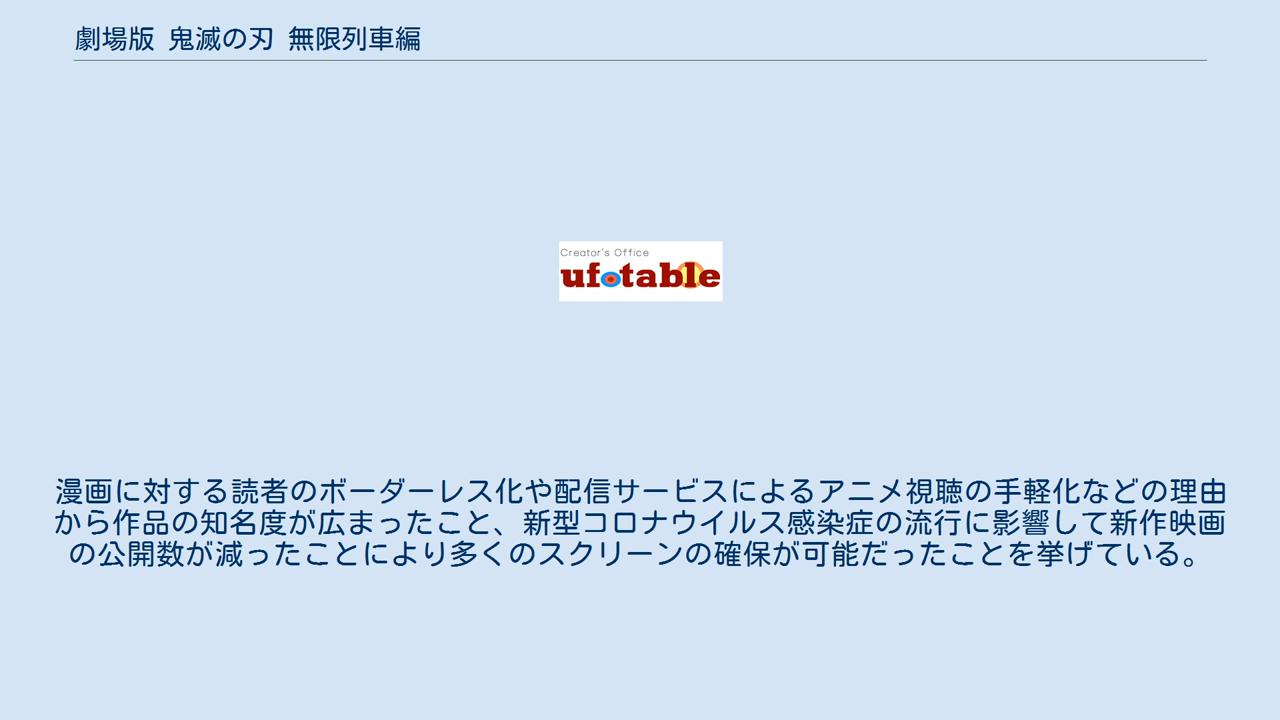 劇場版 鬼滅の刃 無限列車編
Creator's Office
ufotable
漫画に対する読者のボーダーレス化や配信サービスによるアニメ視聴の手軽化などの理由
から作品の知名度が広まったこと、新型コロナウイルス感染症の流行に影響して新作映画
の公開数が減ったことにより多くのスクリーンの確保が可能だったことを挙げている。